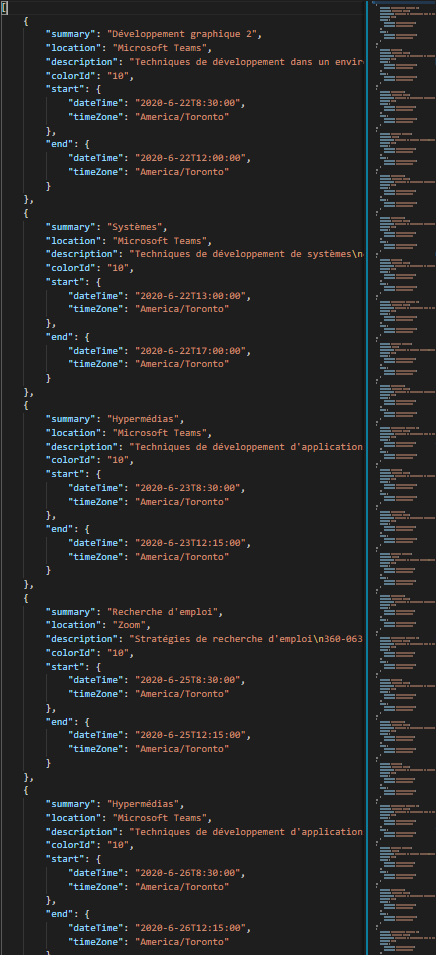 [
{
"summary": "Développement graphique 2",
"location": "Microsoft Teams",
"description": "Techniques de développement dans un enviro
"colorId": "10",
"start": {
"dateTime": "2020-6-22T8:30:00",
"timeZone": "America/Toronto"
},
"end": {
"dateTime": "2020-6-22T12:00:00",
"timeZone": "America/Toronto"
}
},
{
"summary": "Systèmes",
"location": "Microsoft Teams",
"description": "Techniques de développement de systèmes\n
"colorId": "10",
"start": {
"dateTime": "2020-6-22T13:00:00",
"timeZone": "America/Toronto"
},
"end": {
"dateTime": "2020-6-22T17:00:00",
"timeZone": "America/Toronto"
}
},
{
"summary": "Hypermédias",
"location": "Microsoft Teams",
"description": "Techniques de développement d'application
"colorId": "10",
"start": {
"dateTime": "2020-6-23T8:30:00",
"timeZone": "America/Toronto"
},
"end": {
"dateTime": "2020-6-23T12:15:00",
"timeZone": "America/Toronto"
}
},
{
"summary": "Recherche d'emploi",
"location": "Zoom",
"description": "Stratégies de recherche d'emploi\n360-063
"colorId": "10",
"start": {
"dateTime": "2020-6-25T8:30:00",
"timeZone": "America/Toronto"
},
"end": {
"dateTime": "2020-6-25T12:15:00",
"timeZone": "America/Toronto"
}
},
{
"summary": "Hypermédias",
"location": "Microsoft Teams",
"description": "Techniques de développement d'application
"colorId": "10",
"start": {
"dateTime": "2020-6-26T8:30:00",
"timeZone": "America/Toronto"
},
"end": {
"dateTime": "2020-6-26T12:15:00",
"timeZone": "America/Toronto"